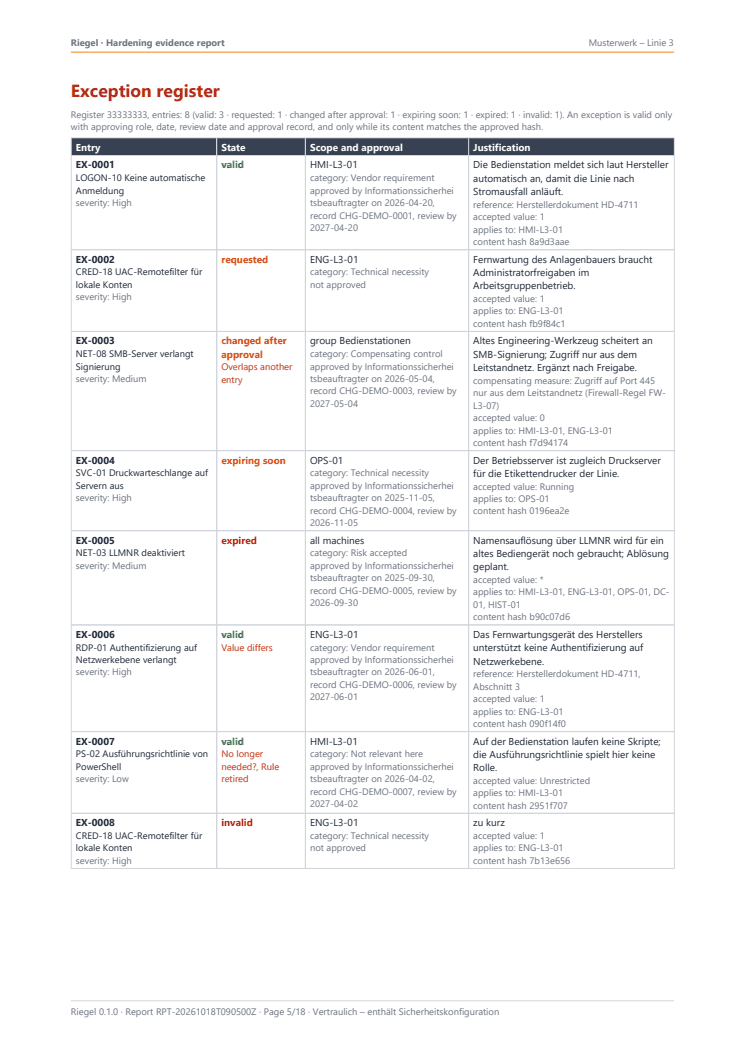 Riegel · Hardening evidence report
Musterwerk – Linie 3
Exception register
Register 33333333, entries: 8 (valid: 3 · requested: 1 · changed after approval: 1 · expiring soon: 1 · expired: 1 · invalid: 1). An exception is valid only
with approving role, date, review date and approval record, and only while its content matches the approved hash.
Entry
State
Scope and approval
Justification
EX-0001
LOGON-10 Keine automatische
Anmeldung
severity: High
valid
HMI-L3-01
category: Vendor requirement
approved by Informationssicherhei
tsbeauftragter on 2026-04-20,
record CHG-DEMO-0001, review by
2027-04-20
Die Bedienstation meldet sich laut Hersteller
automatisch an, damit die Linie nach
Stromausfall anläuft.
reference: Herstellerdokument HD-4711
accepted value: 1
applies to: HMI-L3-01
content hash 8a9d3aae
EX-0002
CRED-18 UAC-Remotefilter für
lokale Konten
severity: High
requested
ENG-L3-01
category: Technical necessity
not approved
Fernwartung des Anlagenbauers braucht
Administratorfreigaben im
Arbeitsgruppenbetrieb.
accepted value: 1
applies to: ENG-L3-01
content hash fb9f84c1
EX-0003
NET-08 SMB-Server verlangt
Signierung
severity: Medium
changed after
approval
Overlaps another
entry
group Bedienstationen
category: Compensating control
approved by Informationssicherhei
tsbeauftragter on 2026-05-04,
record CHG-DEMO-0003, review by
2027-05-04
Altes Engineering-Werkzeug scheitert an
SMB-Signierung; Zugriff nur aus dem
Leitstandnetz. Ergänzt nach Freigabe.
compensating measure: Zugriff auf Port 445
nur aus dem Leitstandnetz (Firewall-Regel FW-
L3-07)
accepted value: 0
applies to: HMI-L3-01, ENG-L3-01
content hash f7d94174
EX-0004
SVC-01 Druckwarteschlange auf
Servern aus
severity: High
expiring soon
OPS-01
category: Technical necessity
approved by Informationssicherhei
tsbeauftragter on 2025-11-05,
record CHG-DEMO-0004, review by
2026-11-05
Der Betriebsserver ist zugleich Druckserver
für die Etikettendrucker der Linie.
accepted value: Running
applies to: OPS-01
content hash 0196ea2e
EX-0005
NET-03 LLMNR deaktiviert
severity: Medium
expired
all machines
category: Risk accepted
approved by Informationssicherhei
tsbeauftragter on 2025-09-30,
record CHG-DEMO-0005, review by
2026-09-30
Namensauflösung über LLMNR wird für ein
altes Bediengerät noch gebraucht; Ablösung
geplant.
accepted value: *
applies to: HMI-L3-01, ENG-L3-01, OPS-01, DC-
01, HIST-01
content hash b90c07d6
EX-0006
RDP-01 Authentifizierung auf
Netzwerkebene verlangt
severity: High
valid
Value differs
ENG-L3-01
category: Vendor requirement
approved by Informationssicherhei
tsbeauftragter on 2026-06-01,
record CHG-DEMO-0006, review by
2027-06-01
Das Fernwartungsgerät des Herstellers
unterstützt keine Authentifizierung auf
Netzwerkebene.
reference: Herstellerdokument HD-4711,
Abschnitt 3
accepted value: 1
applies to: ENG-L3-01
content hash 090f14f0
EX-0007
PS-02 Ausführungsrichtlinie von
PowerShell
severity: Low
valid
No longer
needed?, Rule
retired
HMI-L3-01
category: Not relevant here
approved by Informationssicherhei
tsbeauftragter on 2026-04-02,
record CHG-DEMO-0007, review by
2027-04-02
Auf der Bedienstation laufen keine Skripte;
die Ausführungsrichtlinie spielt hier keine
Rolle.
accepted value: Unrestricted
applies to: HMI-L3-01
content hash 2951f707
EX-0008
CRED-18 UAC-Remotefilter für
lokale Konten
severity: High
invalid
ENG-L3-01
category: Technical necessity
not approved
zu kurz
accepted value: 1
applies to: ENG-L3-01
content hash 7b13e656
Riegel 0.1.0 · Report RPT-20261018T090500Z · Page 5/18 · Vertraulich – enthält Sicherheitskonfiguration